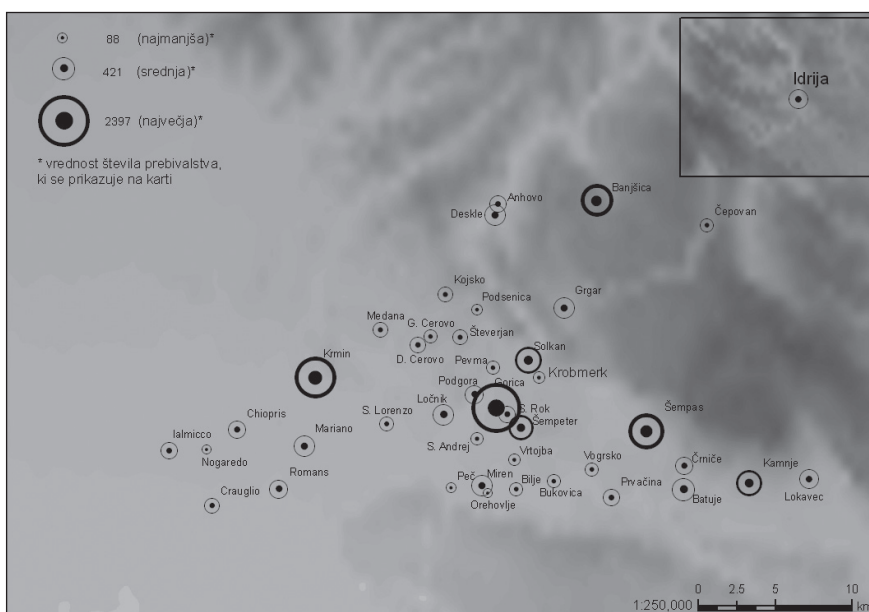 88 (najmanjša)*
421 (srednja)*
2397 (največja)*
* vrednost števila prebivalstva,
ki se prikazuje na karti
Idrija
Banjšica
Anhovo
Deskle
Čepovan
Kojsko
Podsenica
Grgar
Medana
G. Cerovo
Števerjan
D. Cerovo
Solkan
Krmin
Pevma
Krobmerk
Podgora
Gorica
Ločnik
S. Rok
S. Lorenzo
Šempeter
Šempas
Chiopris
Mariano
S. Andrej
Ialmicco
Nogaredo
Vrtojba
Vogrsko
Črniče
Kamnje
Romans
Peč
Miren
Bilje
Bukovica
Prvačina
Batuje
Lokavec
Crauglio
Orehovlje
1:250,000
0 2.5 5 10
km